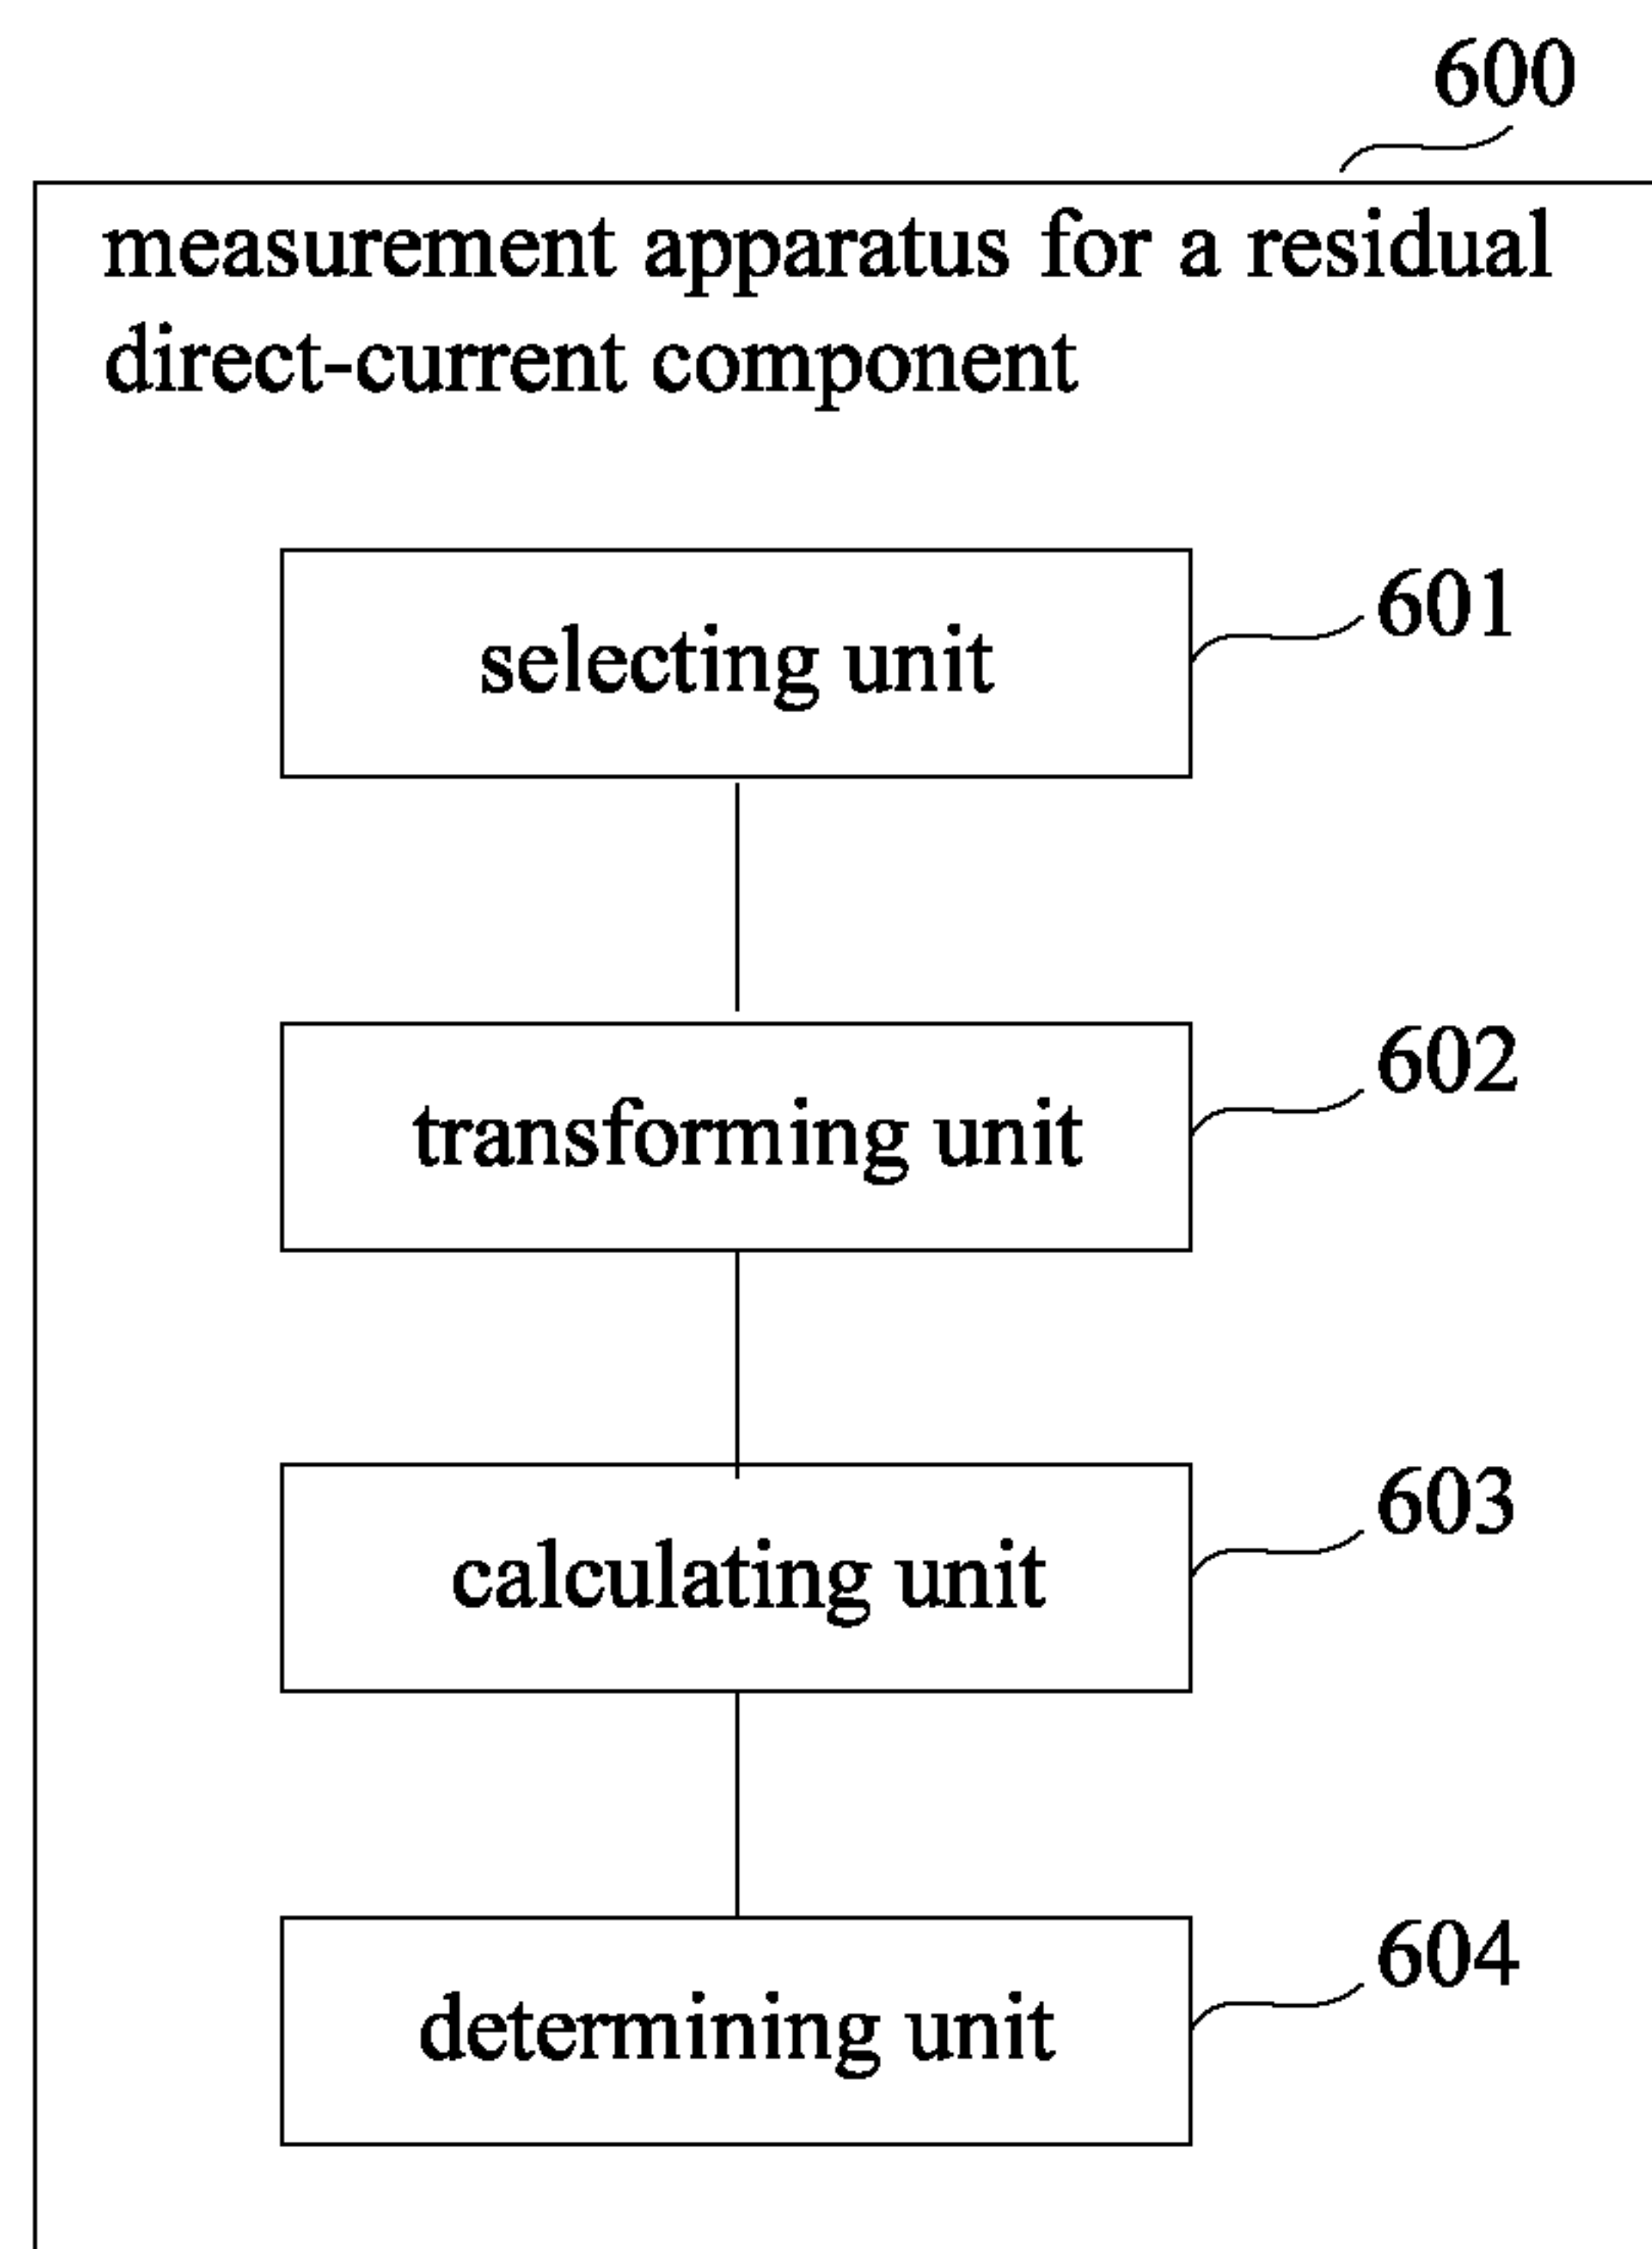 600
measurement apparatus for a residual
direct-current component
selecting unit
601
transforming unit
602
calculating unit
603
determining unit
604